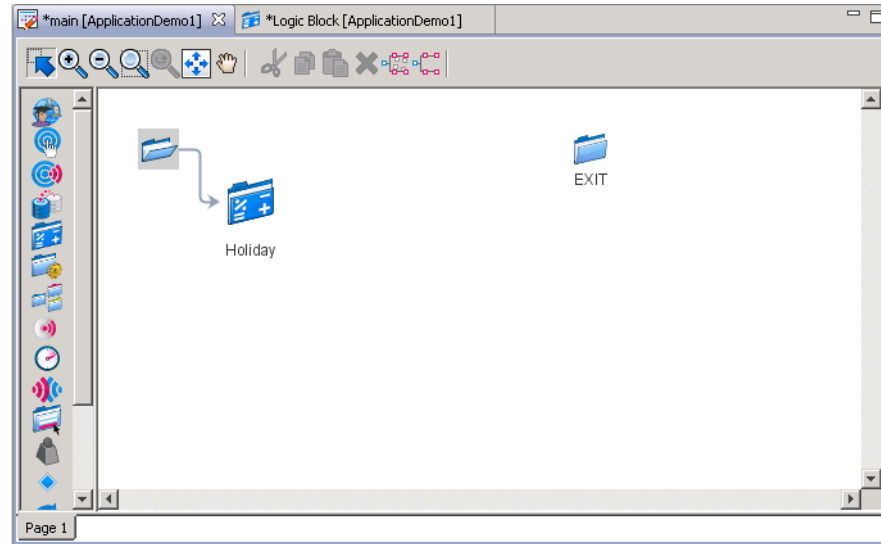 *main [ApplicationDemo1]
*Logic Block [ApplicationDemo1]
EXIT
Holiday
Page 1